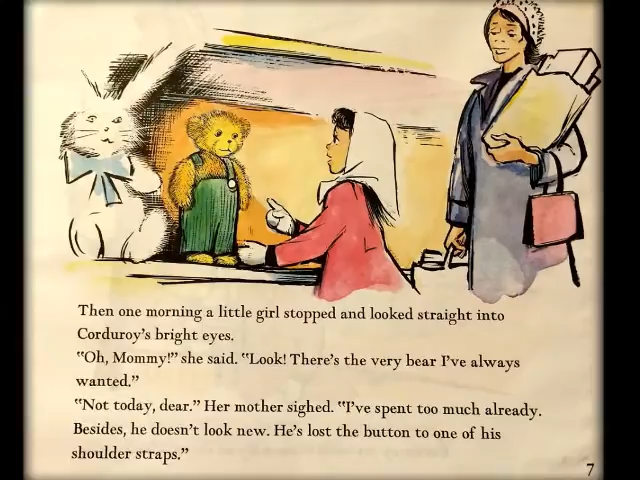 Then one morning a little girl stopped and looked straight into
Corduroy's bright eyes.
"Oh, Mommy!" she said. "Look! There's the very bear I've always
wanted."
"Not today, dear." Her mother sighed. "I've spent too much already.
Besides, he doesn't look new. He's lost the button to one of his
shoulder straps."
7